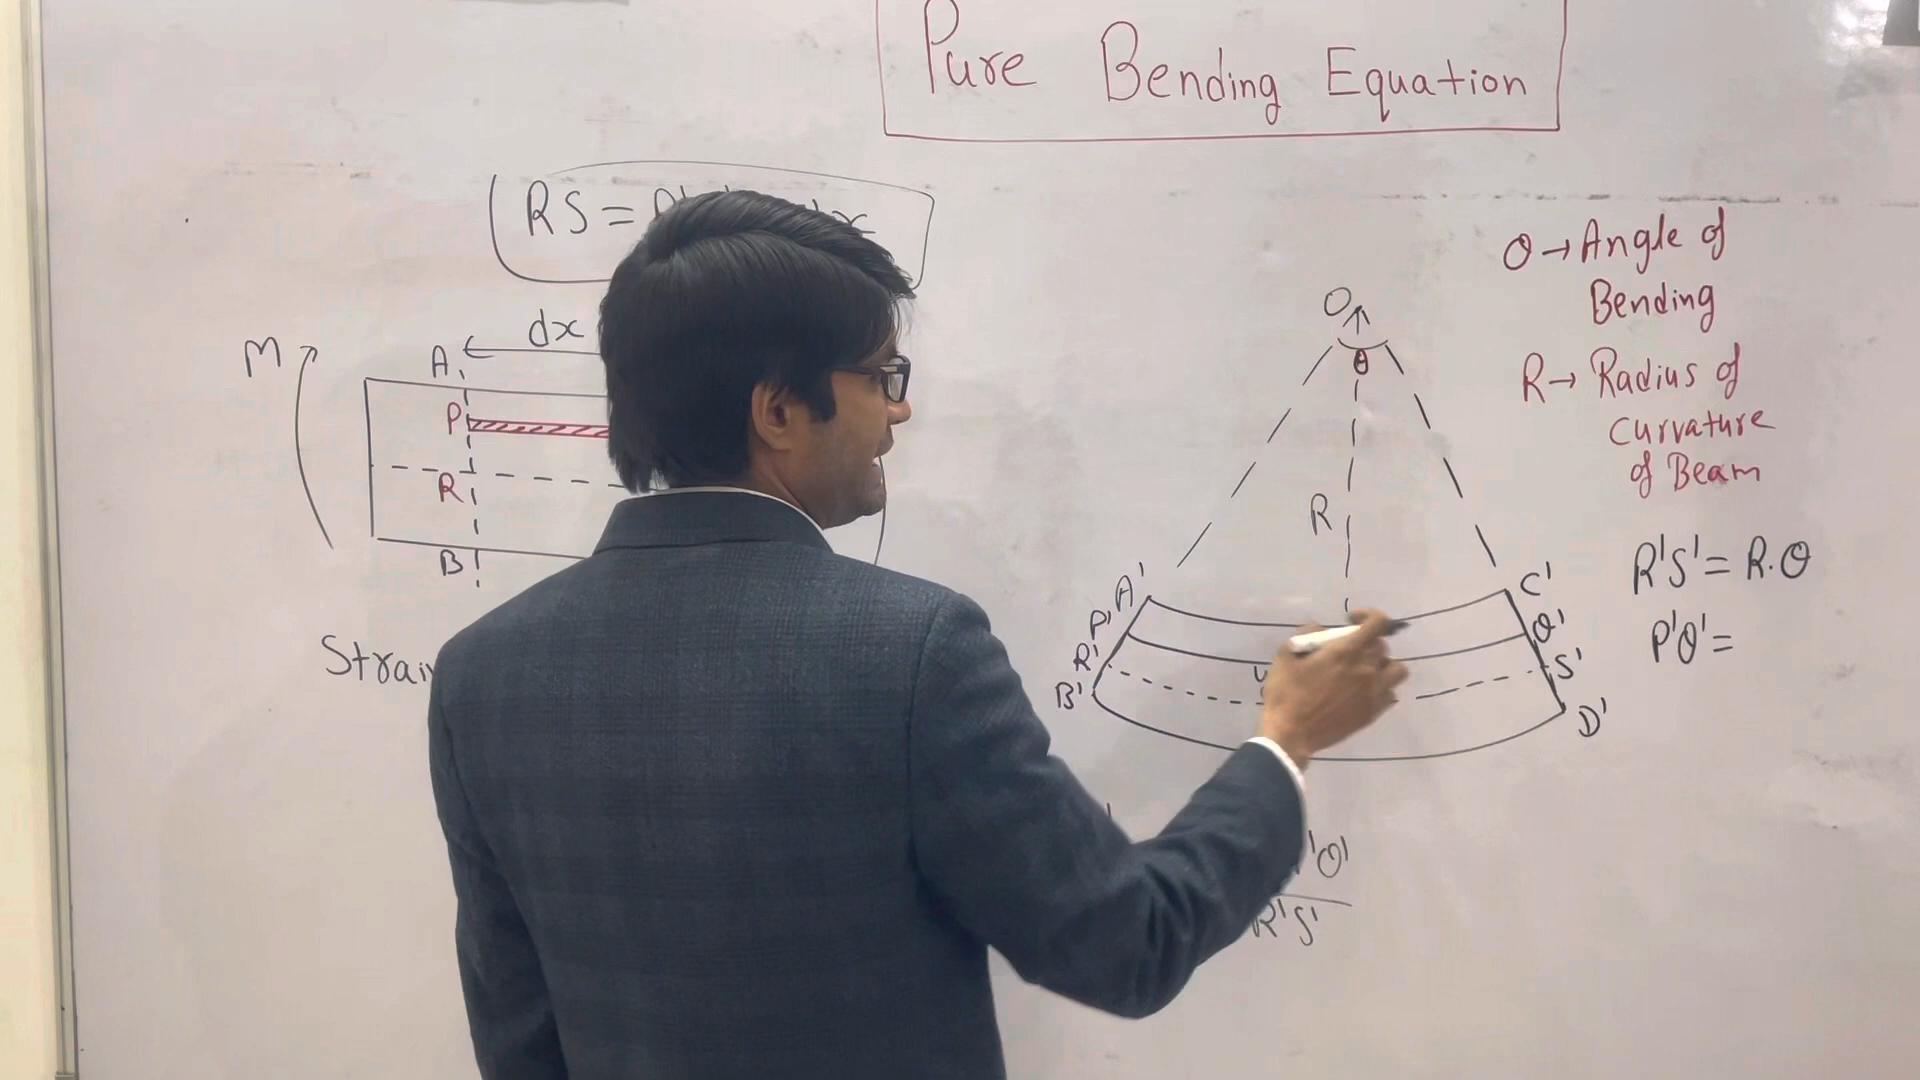 Pure Bending Equation
RS =
dx
M
A
P
R
B
Strain
O
θ
R
A'
P'
R'
B'
C'
Q'
S'
D'
θ → Angle of
Bending
R → Radius of
Curvature
of Beam
R'S' = R.θ
P'Q' =
'Q'
R'S'